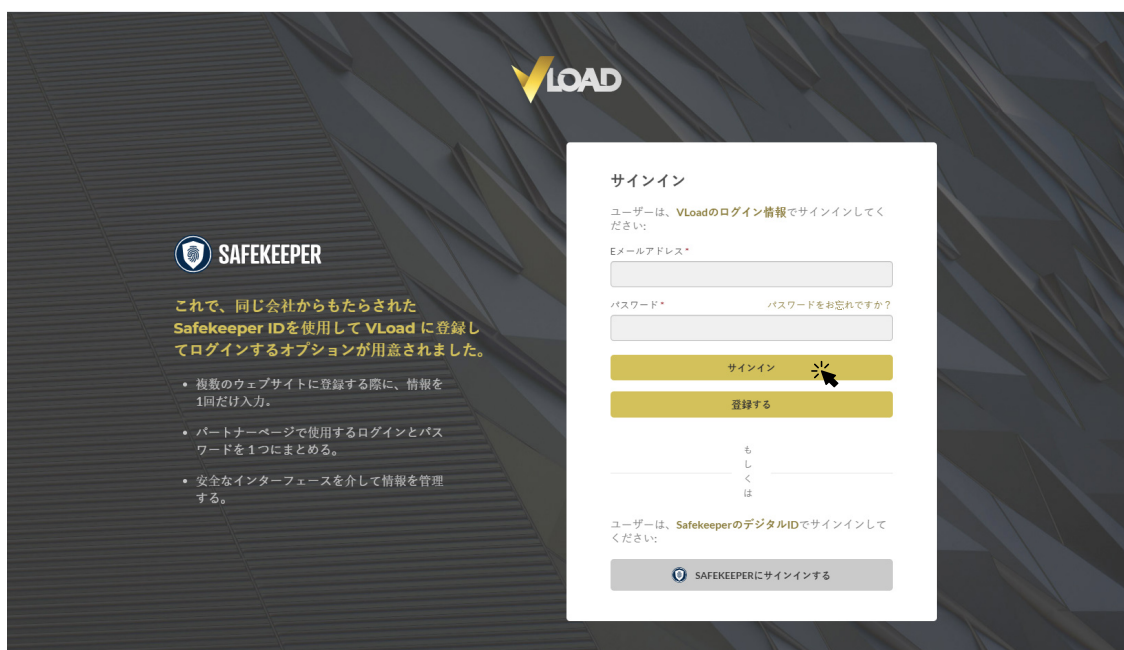 VLOAD
SAFEKEEPER
これで、同じ会社からもたらされた
Safekeeper IDを使用して VLoad に登録し
てログインするオプションが用意されました。
• 複数のウェブサイトに登録する際に、情報を
1回だけ入力。
• パートナーページで使用するログインとパス
ワードを１つにまとめる。
• 安全なインターフェースを介して情報を管理
する。
サインイン
ユーザーは、VLoadのログイン情報でサインインしてく
ださい:
Eメールアドレス*
パスワード* パスワードをお忘れですか？
サインイン
登録する
も
し
く
は
ユーザーは、SafekeeperのデジタルIDでサインインして
ください:
SAFEKEEPERにサインインする